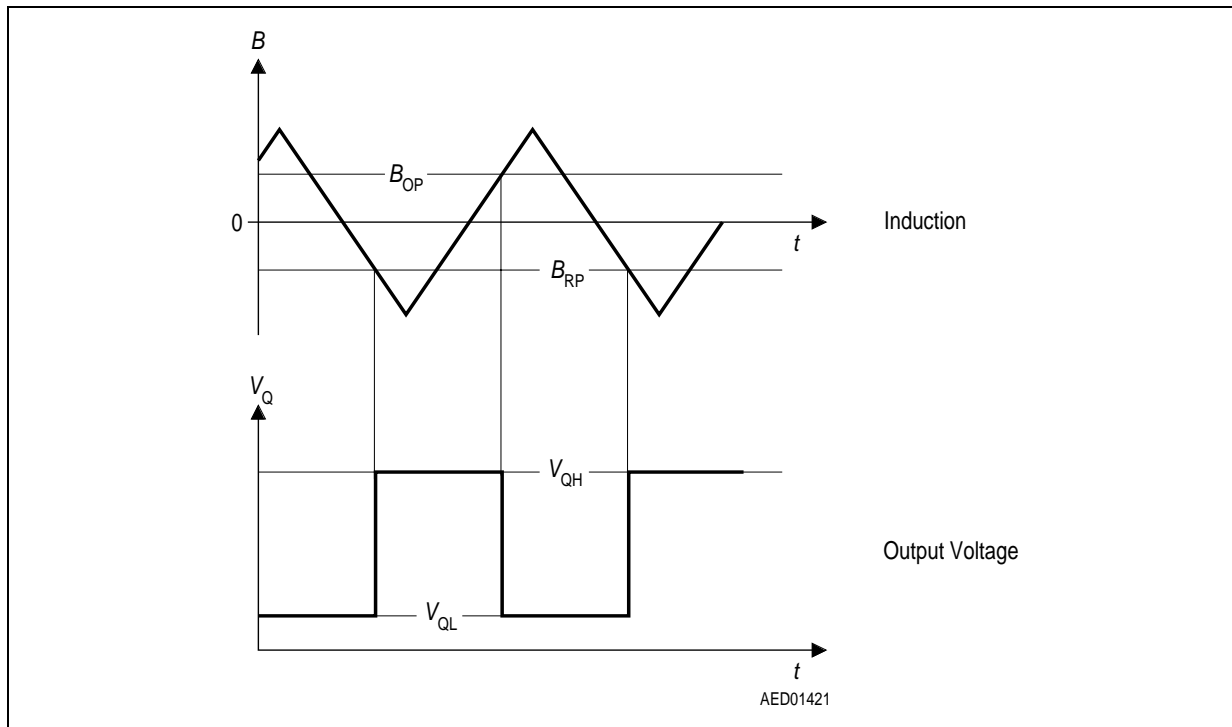 B
B_OP
0
t
Induction
B_RP
V_Q
V_QH
Output Voltage
V_QL
t
AED01421